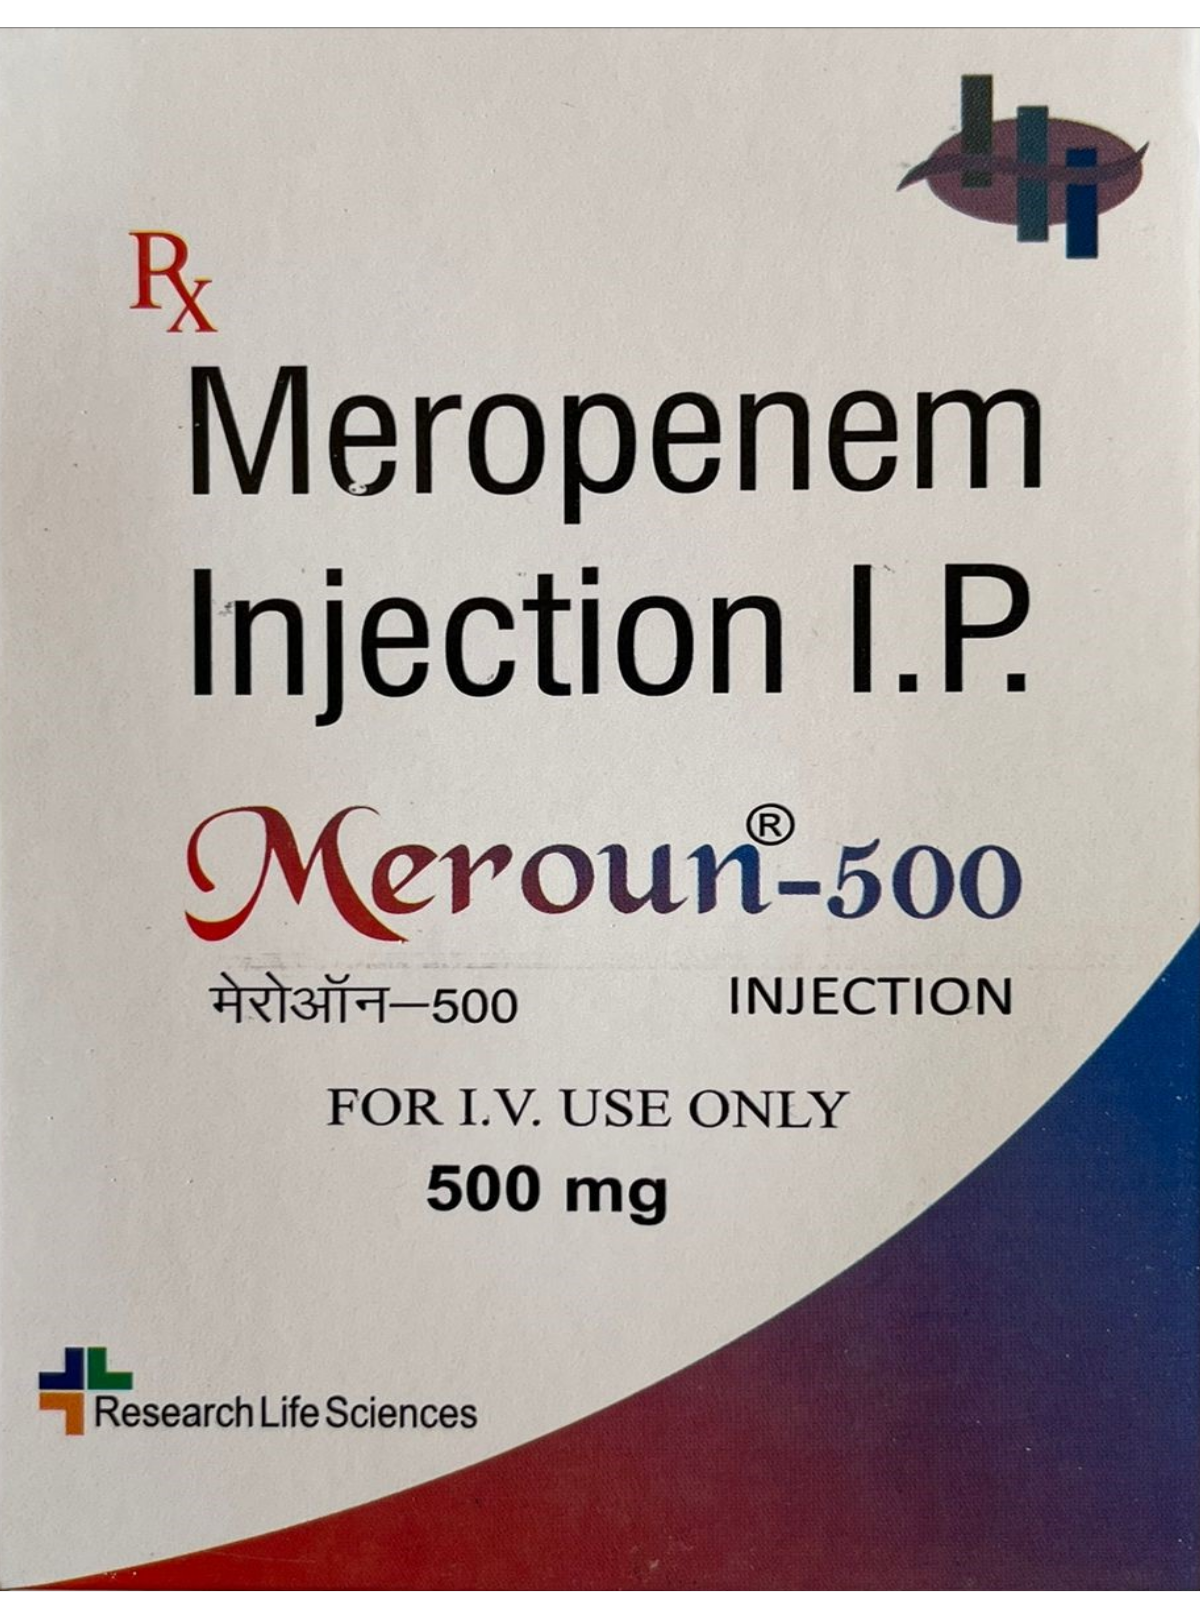 Rx
Meropenem
Injection I.P.
Meroun®-500
मेरोऑन–500 INJECTION
FOR I.V. USE ONLY
500 mg
Research Life Sciences